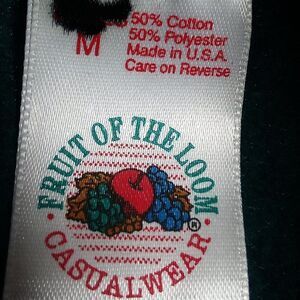 50% Cotton
M 50% Polyester
Made in U.S.A.
Care on Reverse
· FRUIT OF THE LOOM ·
®
CASUALWEAR